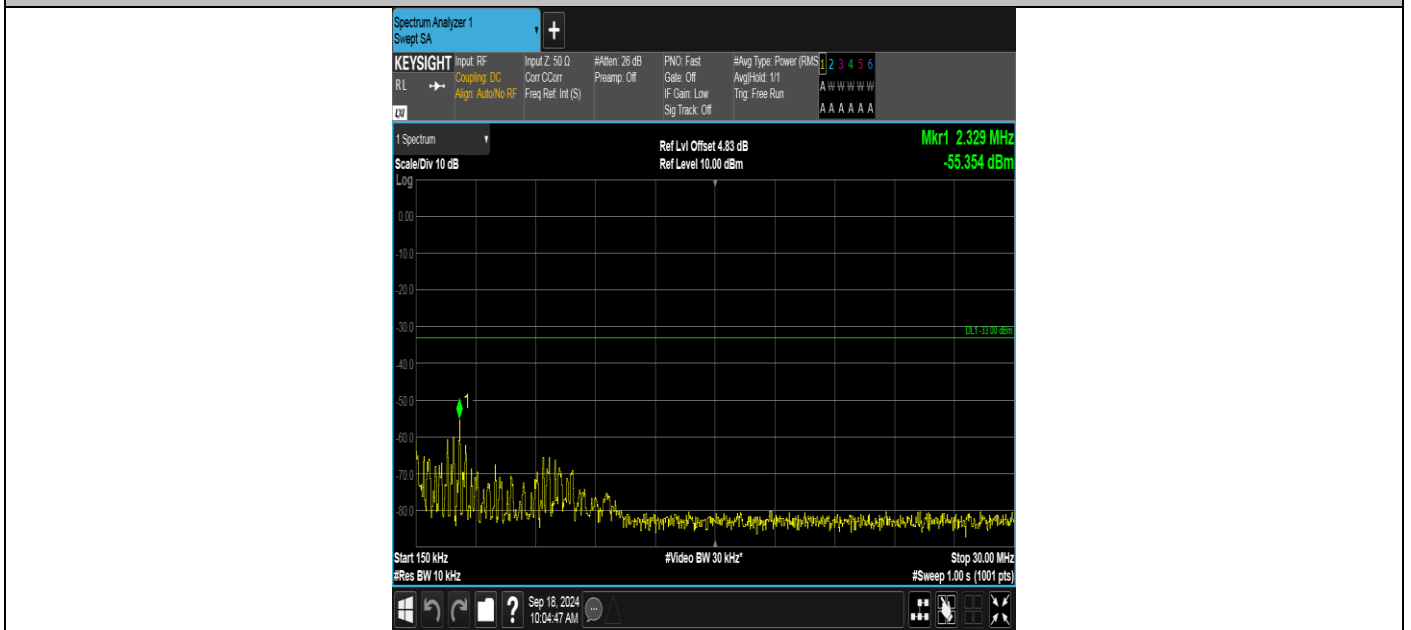 Spectrum Analyzer 1
Swept SA
+
KEYSIGHT
RL
LXI
Input: RF
Coupling: DC
Align: Auto/No RF
Input Z: 50 Ω
Corr CCorr
Freq Ref: Int (S)
#Atten: 26 dB
Preamp: Off
PNO: Fast
Gate: Off
IF Gain: Low
Sig Track: Off
#Avg Type: Power (RMS
Avg|Hold: 1/1
Trig: Free Run
1 2 3 4 5 6
A W W W W W
A A A A A A
1 Spectrum
Scale/Div 10 dB
Log
Ref Lvl Offset 4.83 dB
Ref Level 10.00 dBm
Mkr1 2.329 MHz
-55.354 dBm
0.00
-10.0
-20.0
-30.0
DL1 -33.00 dBm
-40.0
-50.0
1
-60.0
-70.0
-80.0
Start 150 kHz
#Video BW 30 kHz*
Stop 30.00 MHz
#Res BW 10 kHz
#Sweep 1.00 s (1001 pts)
?
Sep 18, 2024
10:04:47 AM